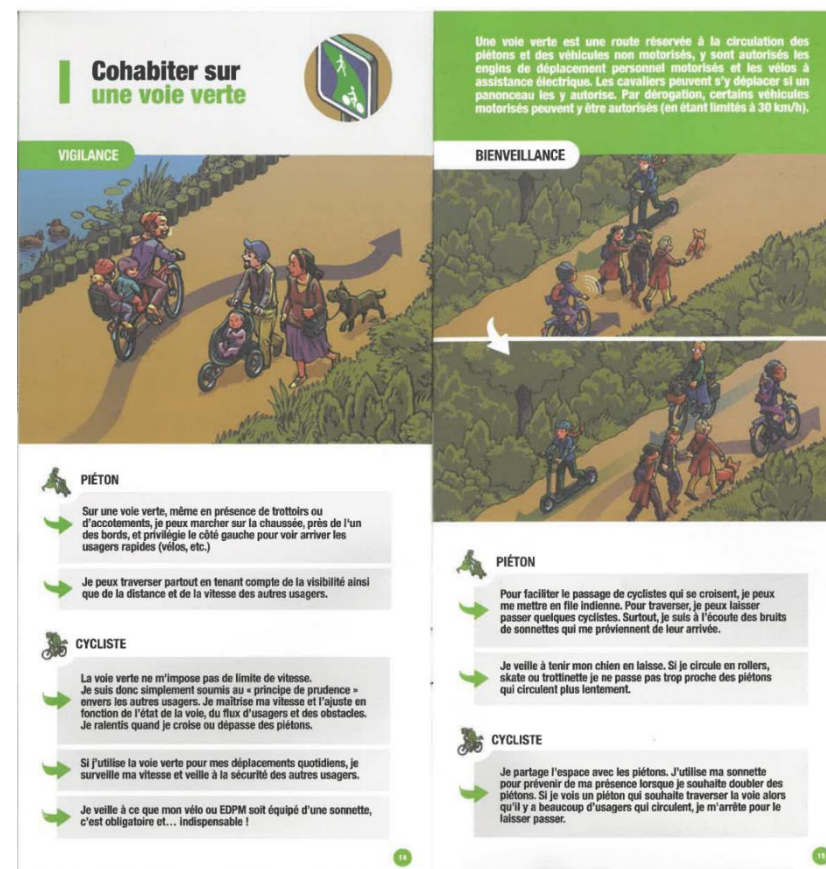 Cohabiter sur
une voie verte
VIGILANCE
PIÉTON
Sur une voie verte, même en présence de trottoirs ou
d'accotements, je peux marcher sur la chaussée, près de l'un
des bords, et privilégie le côté gauche pour voir arriver les
usagers rapides (vélos, etc.)
Je peux traverser partout en tenant compte de la visibilité ainsi
que de la distance et de la vitesse des autres usagers.
CYCLISTE
La voie verte ne m'impose pas de limite de vitesse.
Je suis donc simplement soumis au « principe de prudence »
envers les autres usagers. Je maîtrise ma vitesse et l'ajuste en
fonction de l'état de la voie, du flux d'usagers et des obstacles.
Je ralentis quand je croise ou dépasse des piétons.
Si j'utilise la voie verte pour mes déplacements quotidiens, je
surveille ma vitesse et veille à la sécurité des autres usagers.
Je veille à ce que mon vélo ou EDPM soit équipé d'une sonnette,
c'est obligatoire et… indispensable !
14
Une voie verte est une route réservée à la circulation des
piétons et des véhicules non motorisés, y sont autorisés les
engins de déplacement personnel motorisés et les vélos à
assistance électrique. Les cavaliers peuvent s'y déplacer si un
panonceau les y autorise. Par dérogation, certains véhicules
motorisés peuvent y être autorisés (en étant limités à 30 km/h).
BIENVEILLANCE
PIÉTON
Pour faciliter le passage de cyclistes qui se croisent, je peux
me mettre en file indienne. Pour traverser, je peux laisser
passer quelques cyclistes. Surtout, je suis à l'écoute des bruits
de sonnettes qui me préviennent de leur arrivée.
Je veille à tenir mon chien en laisse. Si je circule en rollers,
skate ou trottinette je ne passe pas trop proche des piétons
qui circulent plus lentement.
CYCLISTE
Je partage l'espace avec les piétons. J'utilise ma sonnette
pour prévenir de ma présence lorsque je souhaite doubler des
piétons. Si je vois un piéton qui souhaite traverser la voie alors
qu'il y a beaucoup d'usagers qui circulent, je m'arrête pour le
laisser passer.
15